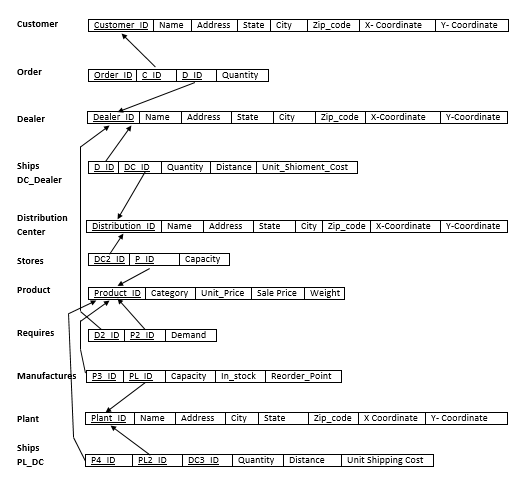 Customer Customer_ID Name Address State City Zip_code X- Coordinate Y- Coordinate
Order Order_ID C_ID D_ID Quantity
Dealer Dealer_ID Name Address State City Zip_code X-Coordinate Y-Coordinate
Ships D_ID DC_ID Quantity Distance Unit_Shioment_Cost
DC_Dealer
Distribution
Center Distribution_ID Name Address State City Zip_code X-Coordinate Y-Coordinate
Stores DC2_ID P_ID Capacity
Product Product_ID Category Unit_Price Sale Price Weight
Requires D2_ID P2_ID Demand
Manufactures P3_ID PL_ID Capacity In_stock Reorder_Point
Plant Plant_ID Name Address City State Zip_code X Coordinate Y- Coordinate
Ships
PL_DC P4_ID PL2_ID DC3_ID Quantity Distance Unit Shipping Cost